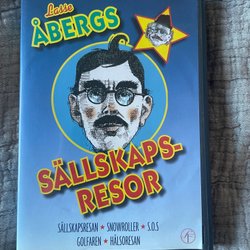 Lasse
ÅBERGS
SÄLLSKAPS-
RESOR
SÄLLSKAPSRESAN ★ SNOWROLLER ★ S.O.S
GOLFAREN ★ HÄLSORESAN